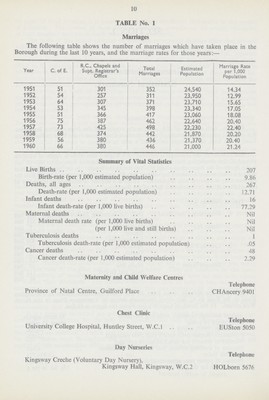 10
TABLE No. 1
Marriages
The following table shows the number of marriages which have taken place in the
Borough during the last 10 years, and the marriage rates for those years:—
Year C. of E. R.C., Chapels and Supt. Registrar's Office Total Marriages Estimated Population Marriage Rate per 1,000 Population
1951 51 301 352 24,540 14.34
1952 54 257 311 23,950 12.99
1953 64 307 371 23,710 15.65
1954 53 345 398 23,340 17.05
1955 51 366 417 23,060 18.08
1956 75 387 462 22,640 20.40
1957 73 425 498 22,230 22.40
1958 68 374 442 21,870 20.20
1959 56 380 436 21,370 20.40
1960 66 380 446 21,000 21.24
Summary of Vital Statistics
Live Births .. 207
Birth-rate (per 1,000 estimated population) .. 9.86
Deaths, all ages .. 267
Death-rate (per 1,000 estimated population) .. 12.71
Infant deaths .. 16
Infant death-rate (per 1,000 live births) .. 77.29
Maternal deaths .. Nil
Maternal death rate (per 1,000 live births) .. Nil
(per 1,000 live and still births) .. Nil
Tuberculosis deaths .. 1
Tuberculosis death-rate (per 1,000 estimated population) .. .05
Cancer deaths .. 48
Cancer death-rate (per 1,000 estimated population) .. 2.29
Maternity and Child Welfare Centres
Telephone
Province of Natal Centre, Guilford Place .. CHAncery 9401
Chest Clinic
Telephone
University College Hospital, Huntley Street, W.C.1 .. EUSton 5050
Day Nurseries
Telephone
Kingsway Creche (Voluntary Day Nursery),
Kingsway Hall, Kingsway, W.C.2 HOLborn 5676